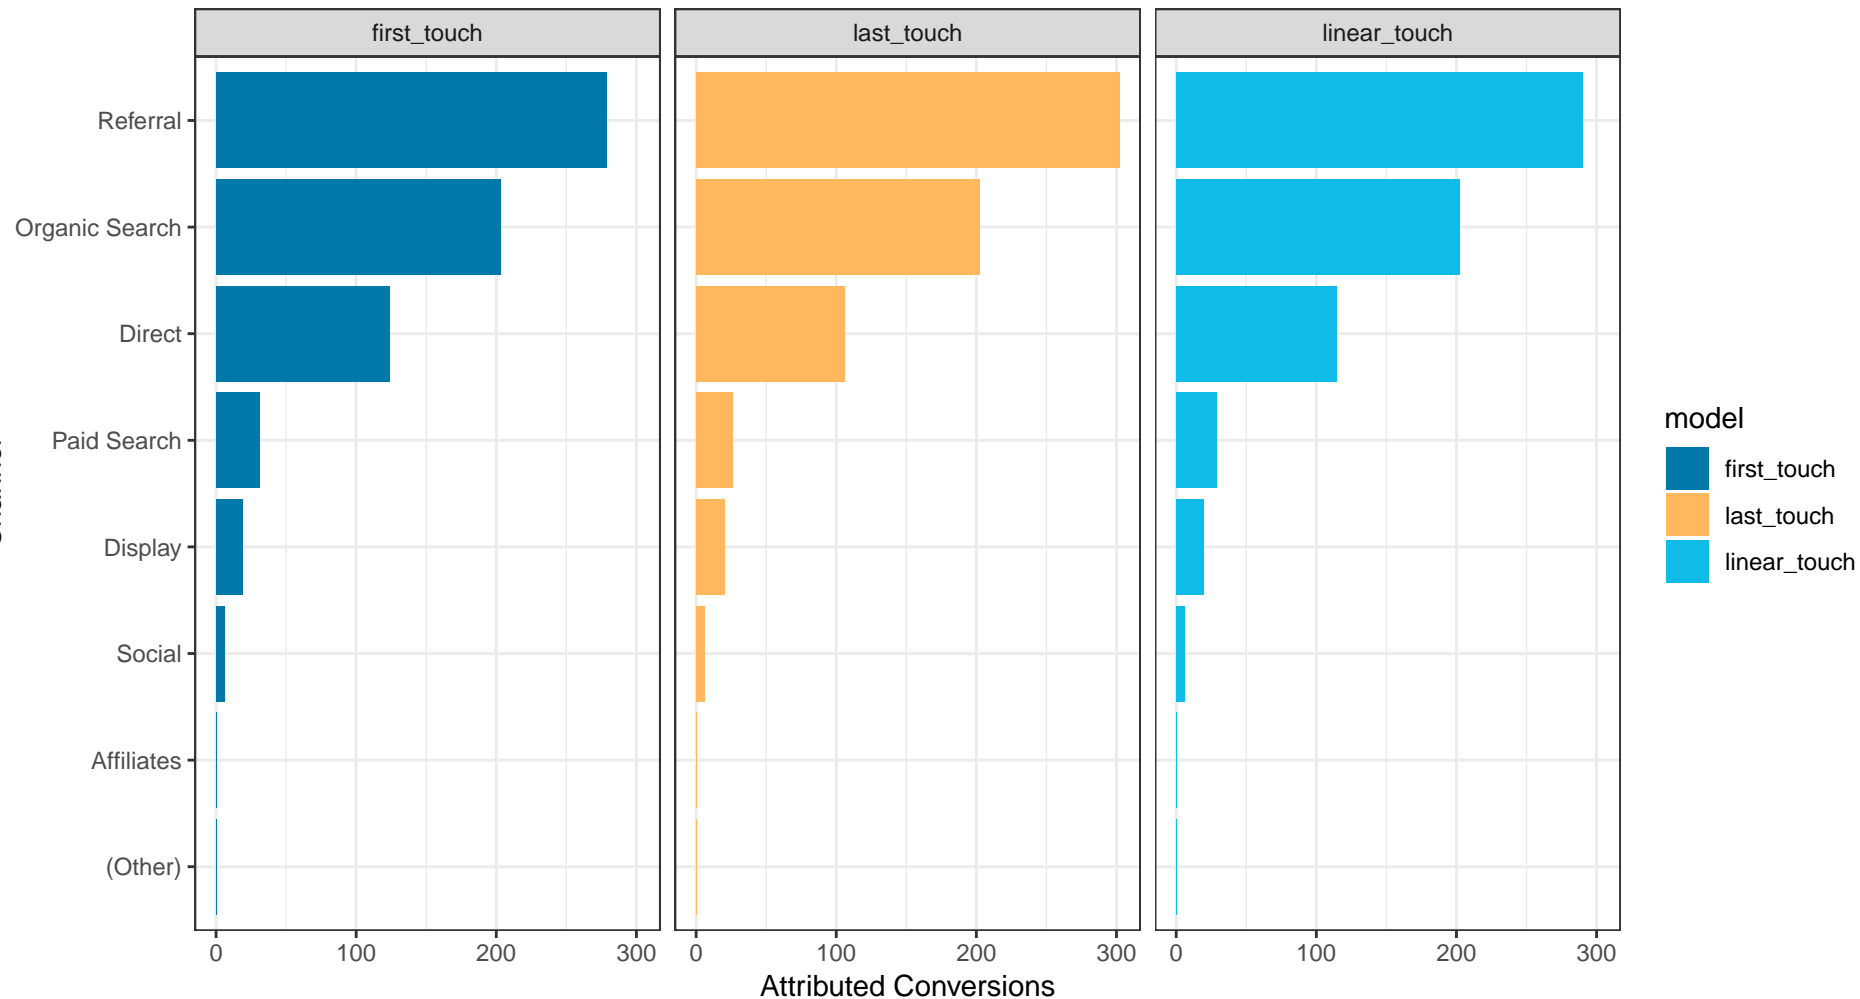 first_touch last_touch linear_touch
Referral
Organic Search
Direct
Paid Search
Display
Social
Affiliates
(Other)
0 100 200 300 0 100 200 300 0 100 200 300
Attributed Conversions
model
first_touch
last_touch
linear_touch